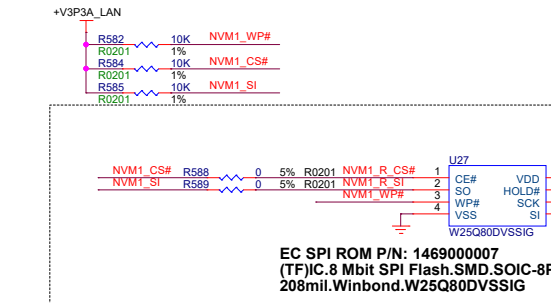 +V3P3A_LAN
R582 10K NVM1_WP#
R0201 1%
R584 10K NVM1_CS#
R0201 1%
R585 10K NVM1_SI
R0201 1%
U27
NVM1_CS# R588 0 5% R0201 NVM1_R_CS# 1 CE# VDD
NVM1_SI R589 0 5% R0201 NVM1_R_SI 2 SO HOLD#
NVM1_WP# 3 WP# SCK
4 VSS SI
W25Q80DVSSIG
EC SPI ROM P/N: 1469000007
(TF)IC.8 Mbit SPI Flash.SMD.SOIC-8P
208mil.Winbond.W25Q80DVSSIG